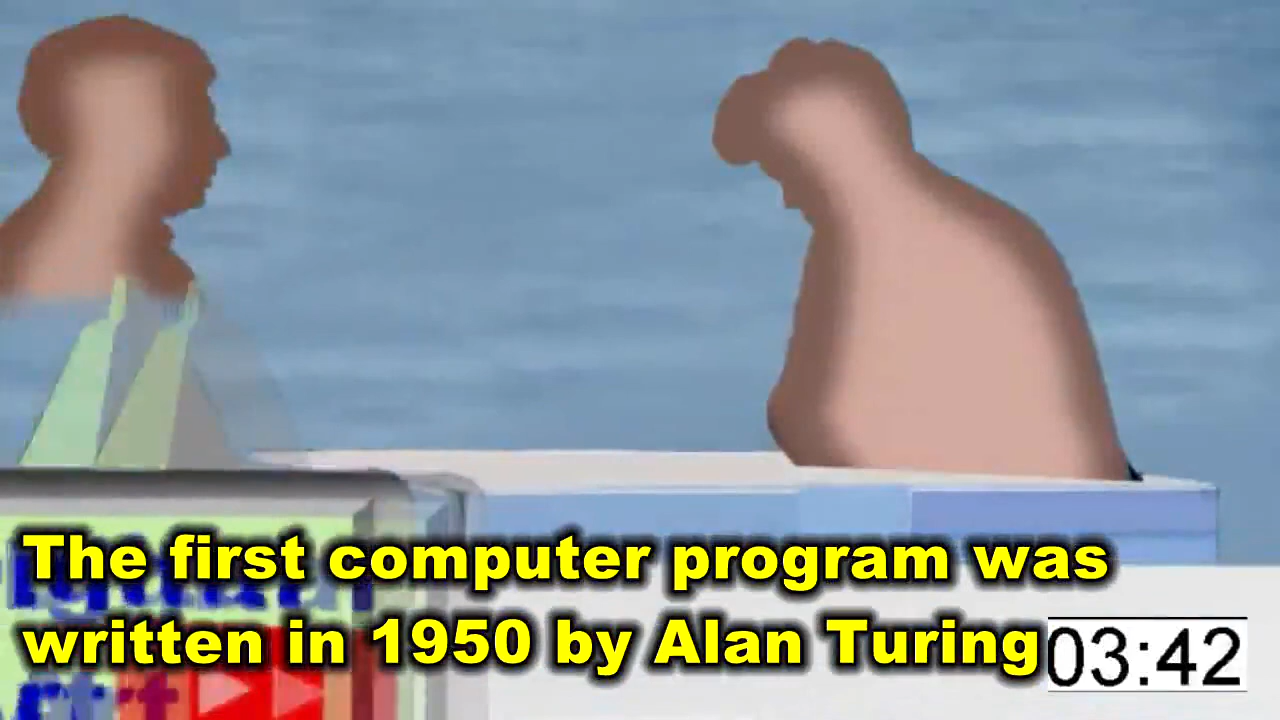 The first computer program was
written in 1950 by Alan Turing
03:42